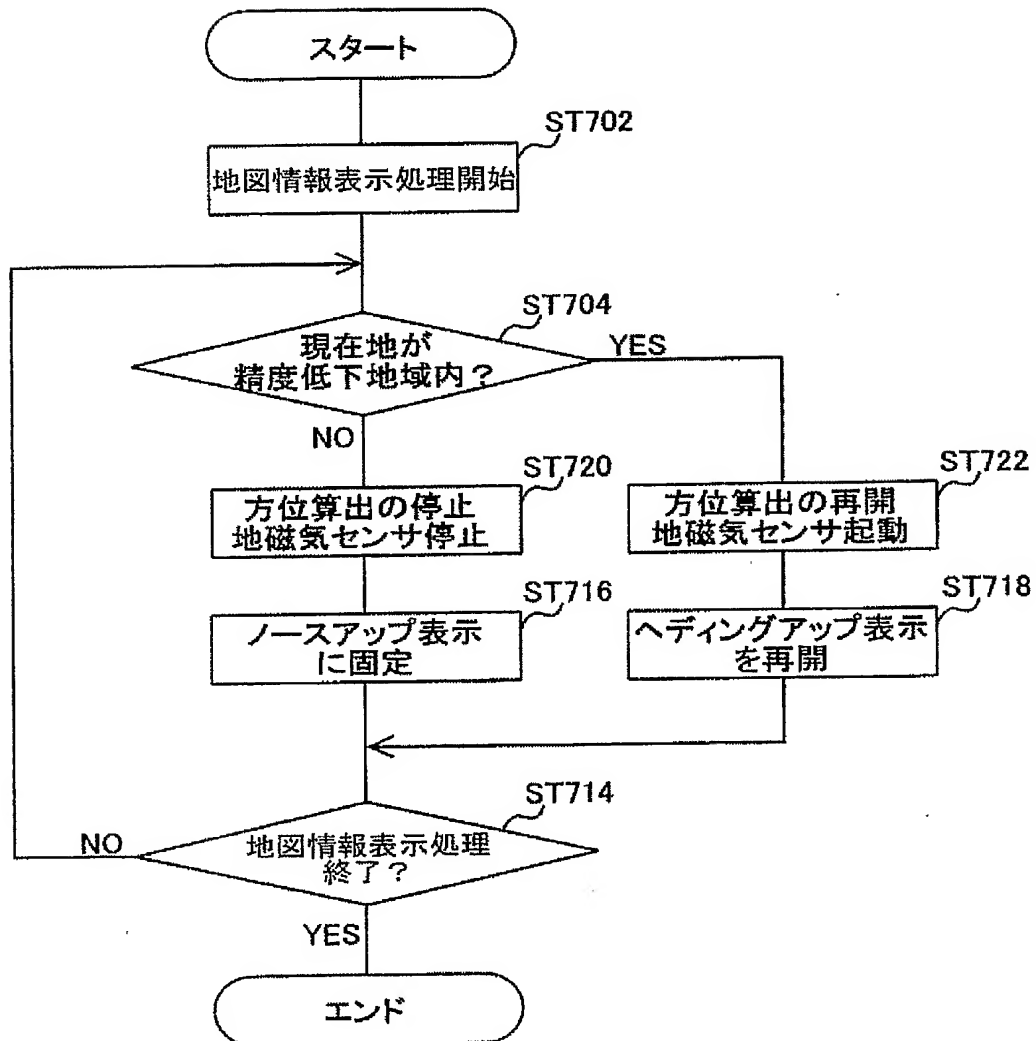 スタート
ST702
地図情報表示処理開始
ST704
現在地が
精度低下地域内?
YES
NO
ST720
方位算出の停止
地磁気センサ停止
ST722
方位算出の再開
地磁気センサ起動
ST716
ノースアップ表示
に固定
ST718
ヘディングアップ表示
を再開
ST714
地図情報表示処理
終了?
NO
YES
エンド